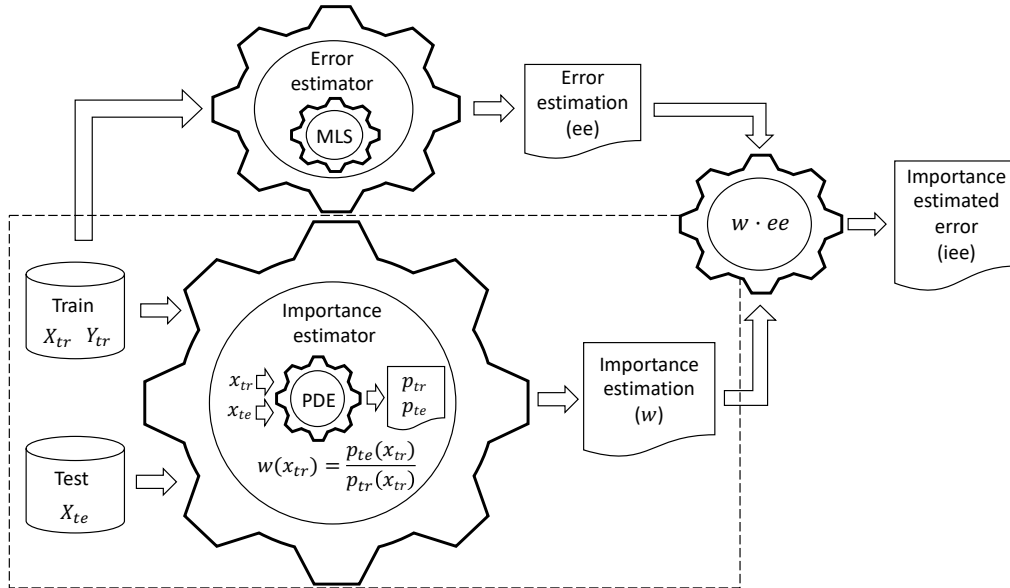 Error
estimator
MLS
Error
estimation
(ee)
w · ee
Importance
estimated
error
(iee)
Train
X_tr Y_tr
Importance
estimator
x_tr
x_te
PDE
p_tr
p_te
w(x_tr) = p_te(x_tr) / p_tr(x_tr)
Importance
estimation
(w)
Test
X_te